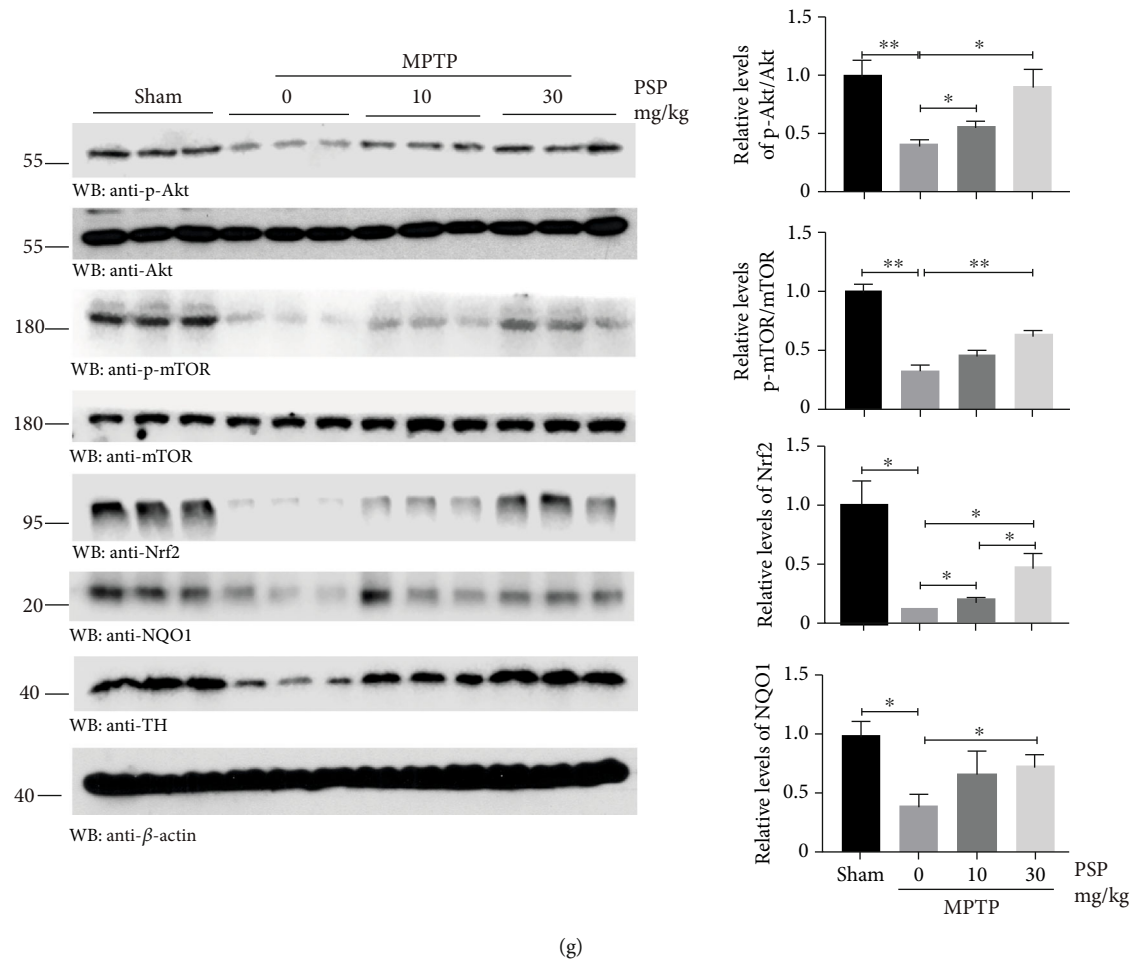 MPTP
Sham
0
10
30
PSP
mg/kg
55
WB: anti-p-Akt
55
WB: anti-Akt
180
WB: anti-p-mTOR
180
WB: anti-mTOR
95
WB: anti-Nrf2
20
WB: anti-NQO1
40
WB: anti-TH
40
WB: anti-β-actin
Relative levels
of p-Akt/Akt
1.5
1.0
0.5
0
**
*
*
Relative levels
p-mTOR/mTOR
1.5
1.0
0.5
0
**
**
Relative levels of Nrf2
1.5
1.0
0.5
0
*
*
*
*
Relative levels of NQO1
1.5
1.0
0.5
0
*
*
Sham
0
10
30
PSP
mg/kg
MPTP
(g)